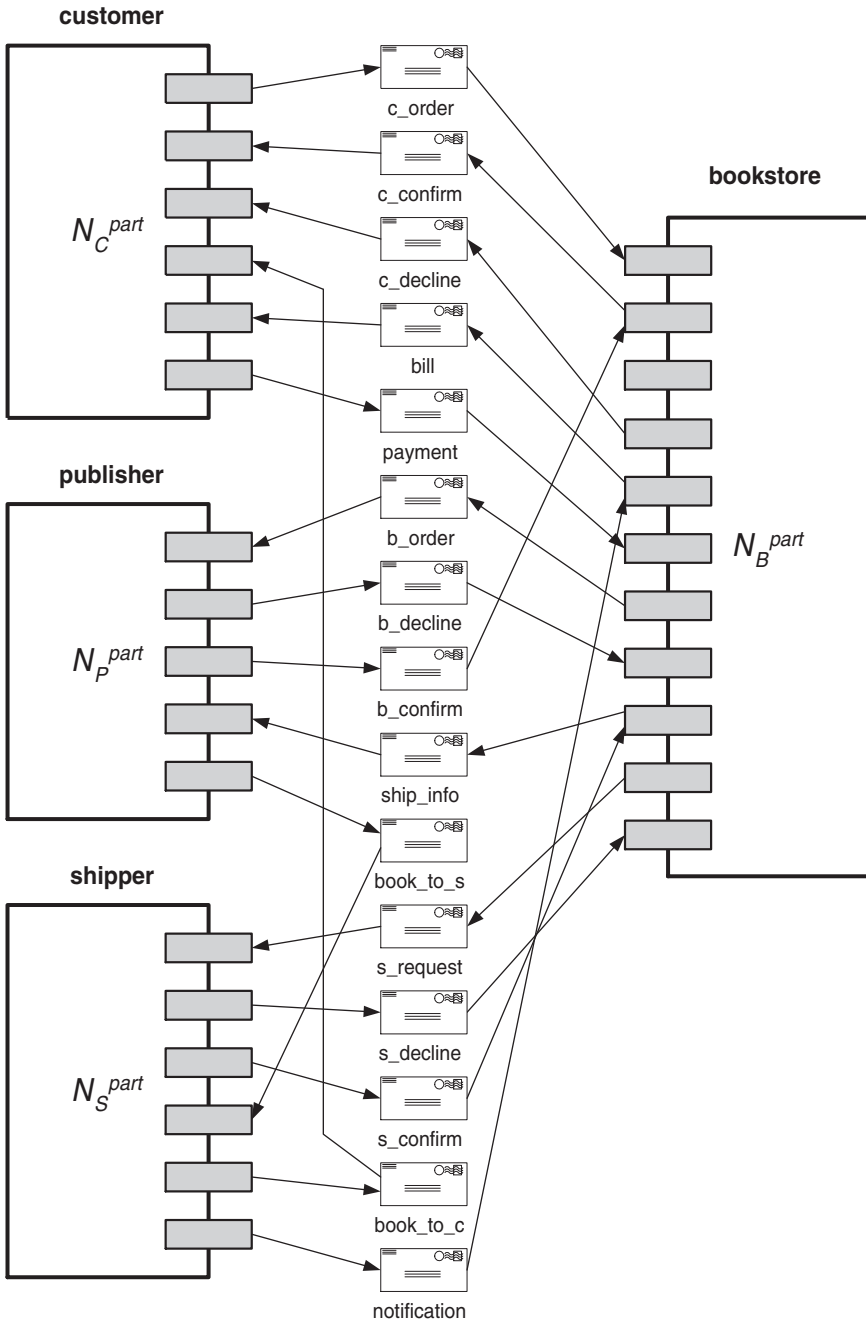 customer
c_order
c_confirm
bookstore
N_C^part
c_decline
bill
payment
publisher
b_order
N_B^part
b_decline
N_P^part
b_confirm
ship_info
shipper
book_to_s
s_request
s_decline
N_S^part
s_confirm
book_to_c
notification